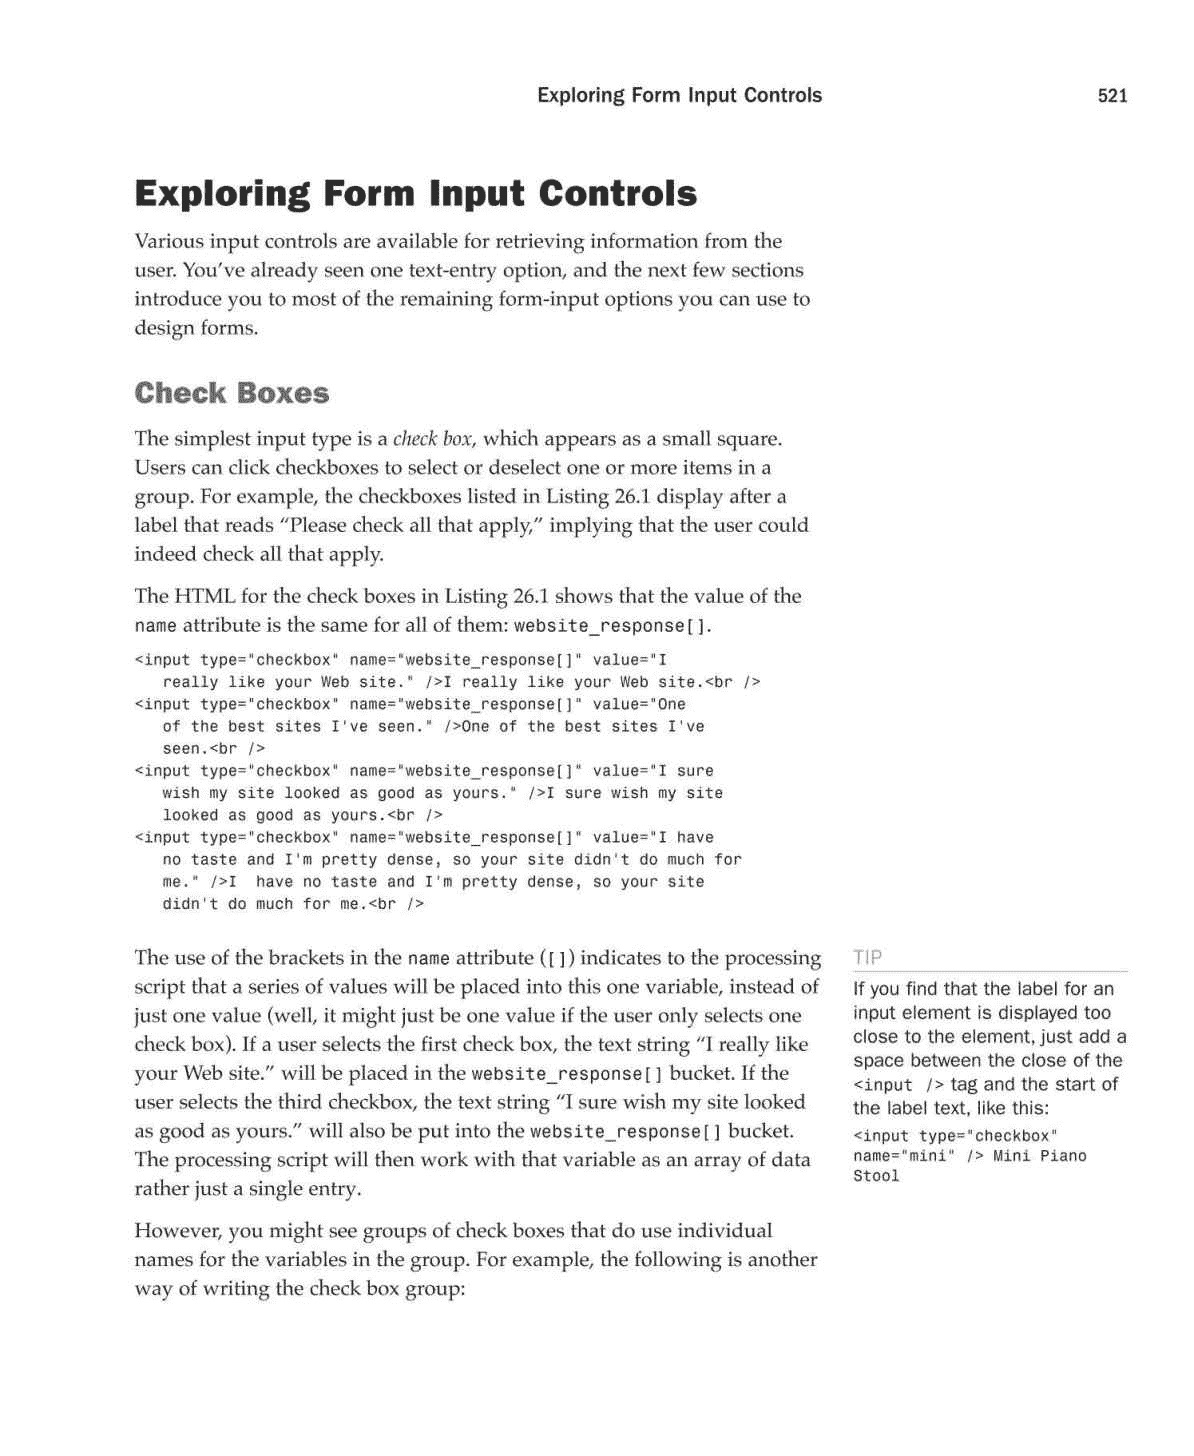 Exploring Form Input Controls 521
Exploring Form Input Controls
Various input controls are available for retrieving information from the
user. You've already seen one text-entry option, and the next few sections
introduce you to most of the remaining form-input options you can use to
design forms.
Check Boxes
The simplest input type is a check box, which appears as a small square.
Users can click checkboxes to select or deselect one or more items in a
group. For example, the checkboxes listed in Listing 26.1 display after a
label that reads “Please check all that apply,” implying that the user could
indeed check all that apply.
The HTML for the check boxes in Listing 26.1 shows that the value of the
name attribute is the same for all of them: website_response[].
<input type="checkbox" name="website_response[]" value="I
really like your Web site." />I really like your Web site.<br />
<input type="checkbox" name="website_response[]" value="One
of the best sites I've seen." />One of the best sites I've
seen.<br />
<input type="checkbox" name="website_response[]" value="I sure
wish my site looked as good as yours." />I sure wish my site
looked as good as yours.<br />
<input type="checkbox" name="website_response[]" value="I have
no taste and I'm pretty dense, so your site didn't do much for
me." />I  have no taste and I'm pretty dense, so your site
didn't do much for me.<br />
The use of the brackets in the name attribute ([]) indicates to the processing
script that a series of values will be placed into this one variable, instead of
just one value (well, it might just be one value if the user only selects one
check box). If a user selects the first check box, the text string “I really like
your Web site.” will be placed in the website_response[] bucket. If the
user selects the third checkbox, the text string “I sure wish my site looked
as good as yours.” will also be put into the website_response[] bucket.
The processing script will then work with that variable as an array of data
rather just a single entry.
However, you might see groups of check boxes that do use individual
names for the variables in the group. For example, the following is another
way of writing the check box group:
TIP
If you find that the label for an
input element is displayed too
close to the element, just add a
space between the close of the
<input /> tag and the start of
the label text, like this:
<input type="checkbox"
name="mini" /> Mini Piano
Stool